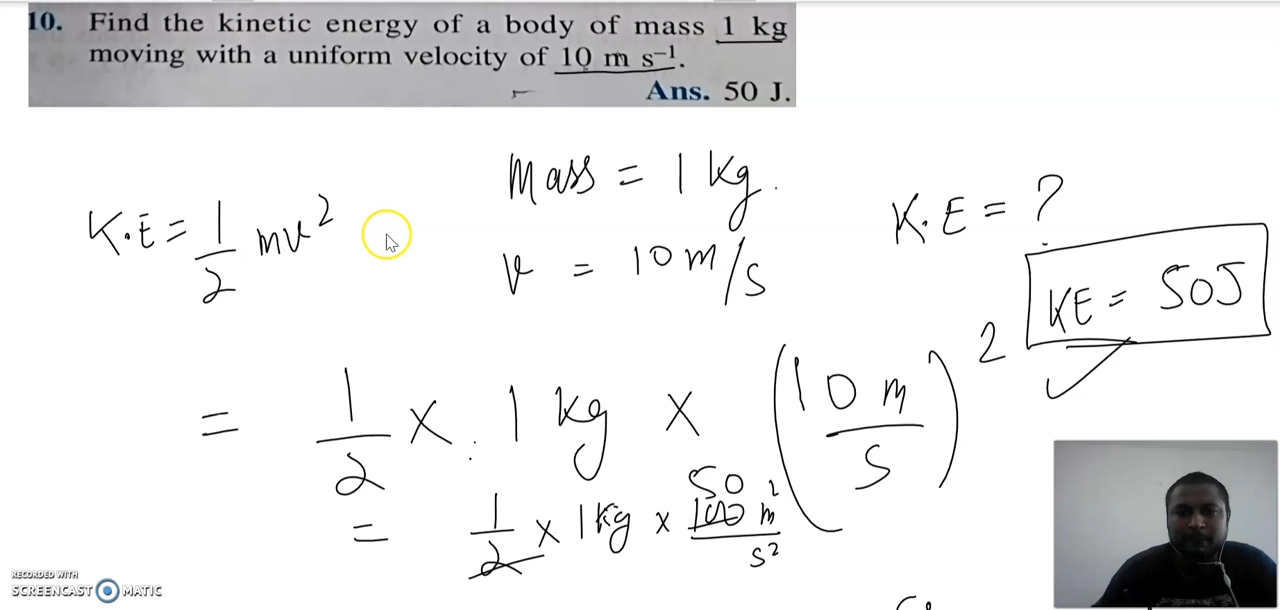 10. Find the kinetic energy of a body of mass 1 kg
moving with a uniform velocity of 10 m s⁻¹.
Ans. 50 J.
Mass = 1 kg.
K.E = 1/2 mv²
K.E = ?
v = 10 m/s
KE = 50J
= 1/2 × 1 kg × (10 m/s)²
50
= 1/2 × 1 kg × 100 m²/s²
RECORDED WITH
SCREENCAST MATIC